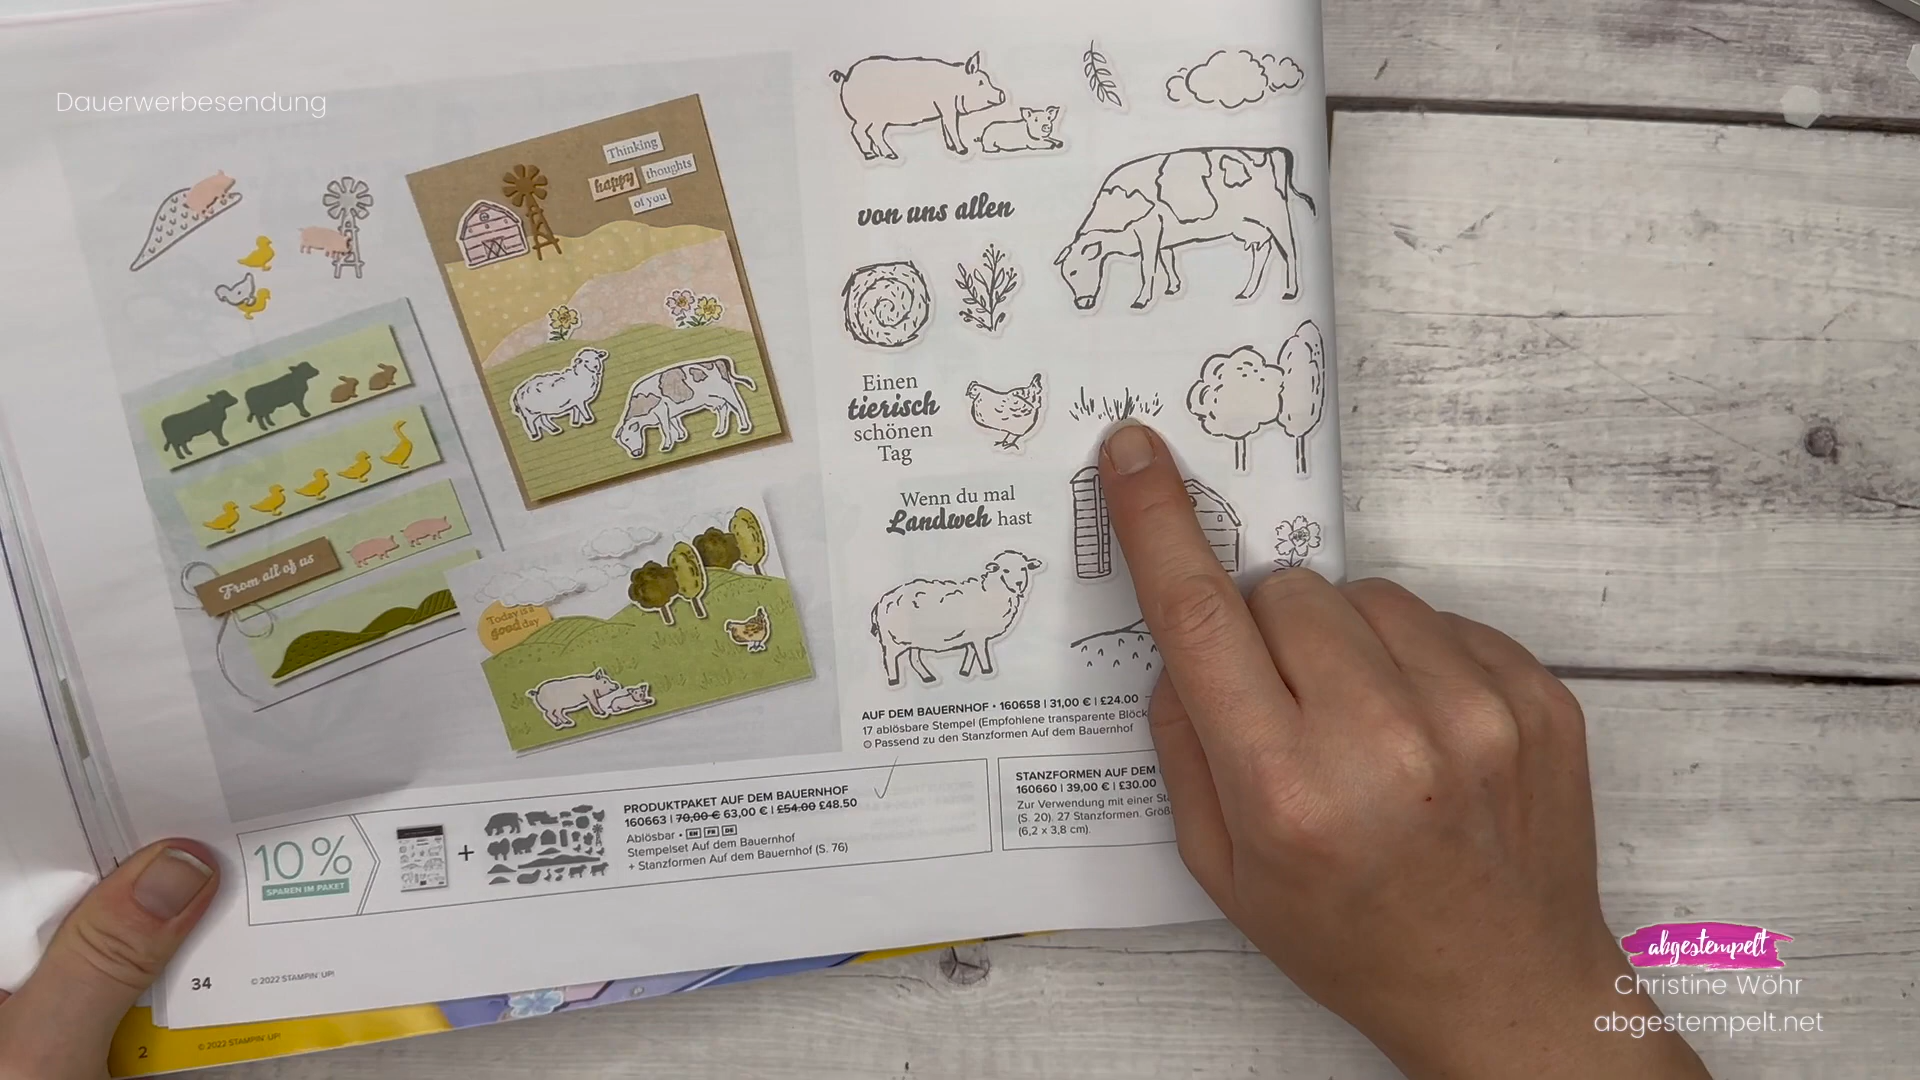 Dauerwerbesendung
Thinking
happy thoughts
of you
From all of us
Today is a
good day
von uns allen
Einen
tierisch
schönen
Tag
Wenn du mal
Landweh hast
AUF DEM BAUERNHOF • 160658 | 31,00 € | £24.00
17 ablösbare Stempel (Empfohlene transparente Blöck
Passend zu den Stanzformen Auf dem Bauernhof
10 %
SPAREN IM PAKET
+
PRODUKTPAKET AUF DEM BAUERNHOF
160663 | 70,00 € 63,00 € | £54.00 £48.50
Ablösbar • EN FR DE
Stempelset Auf dem Bauernhof
+ Stanzformen Auf dem Bauernhof (S. 76)
STANZFORMEN AUF DEM
160660 | 39,00 € | £30.00
Zur Verwendung mit einer
(S. 20). 27 Stanzformen.
(6,2 x 3,8 cm).
34
© 2022 STAMPIN' UP!
2
© 2022 STAMPIN' UP!
abgestempelt
Christine Wöhr
abgestempelt.net